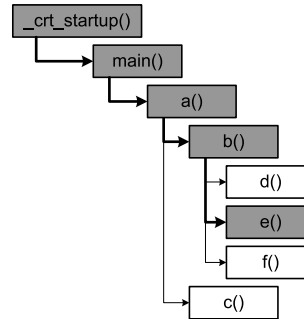 _crt_startup()
main()
a()
b()
d()
e()
f()
c()